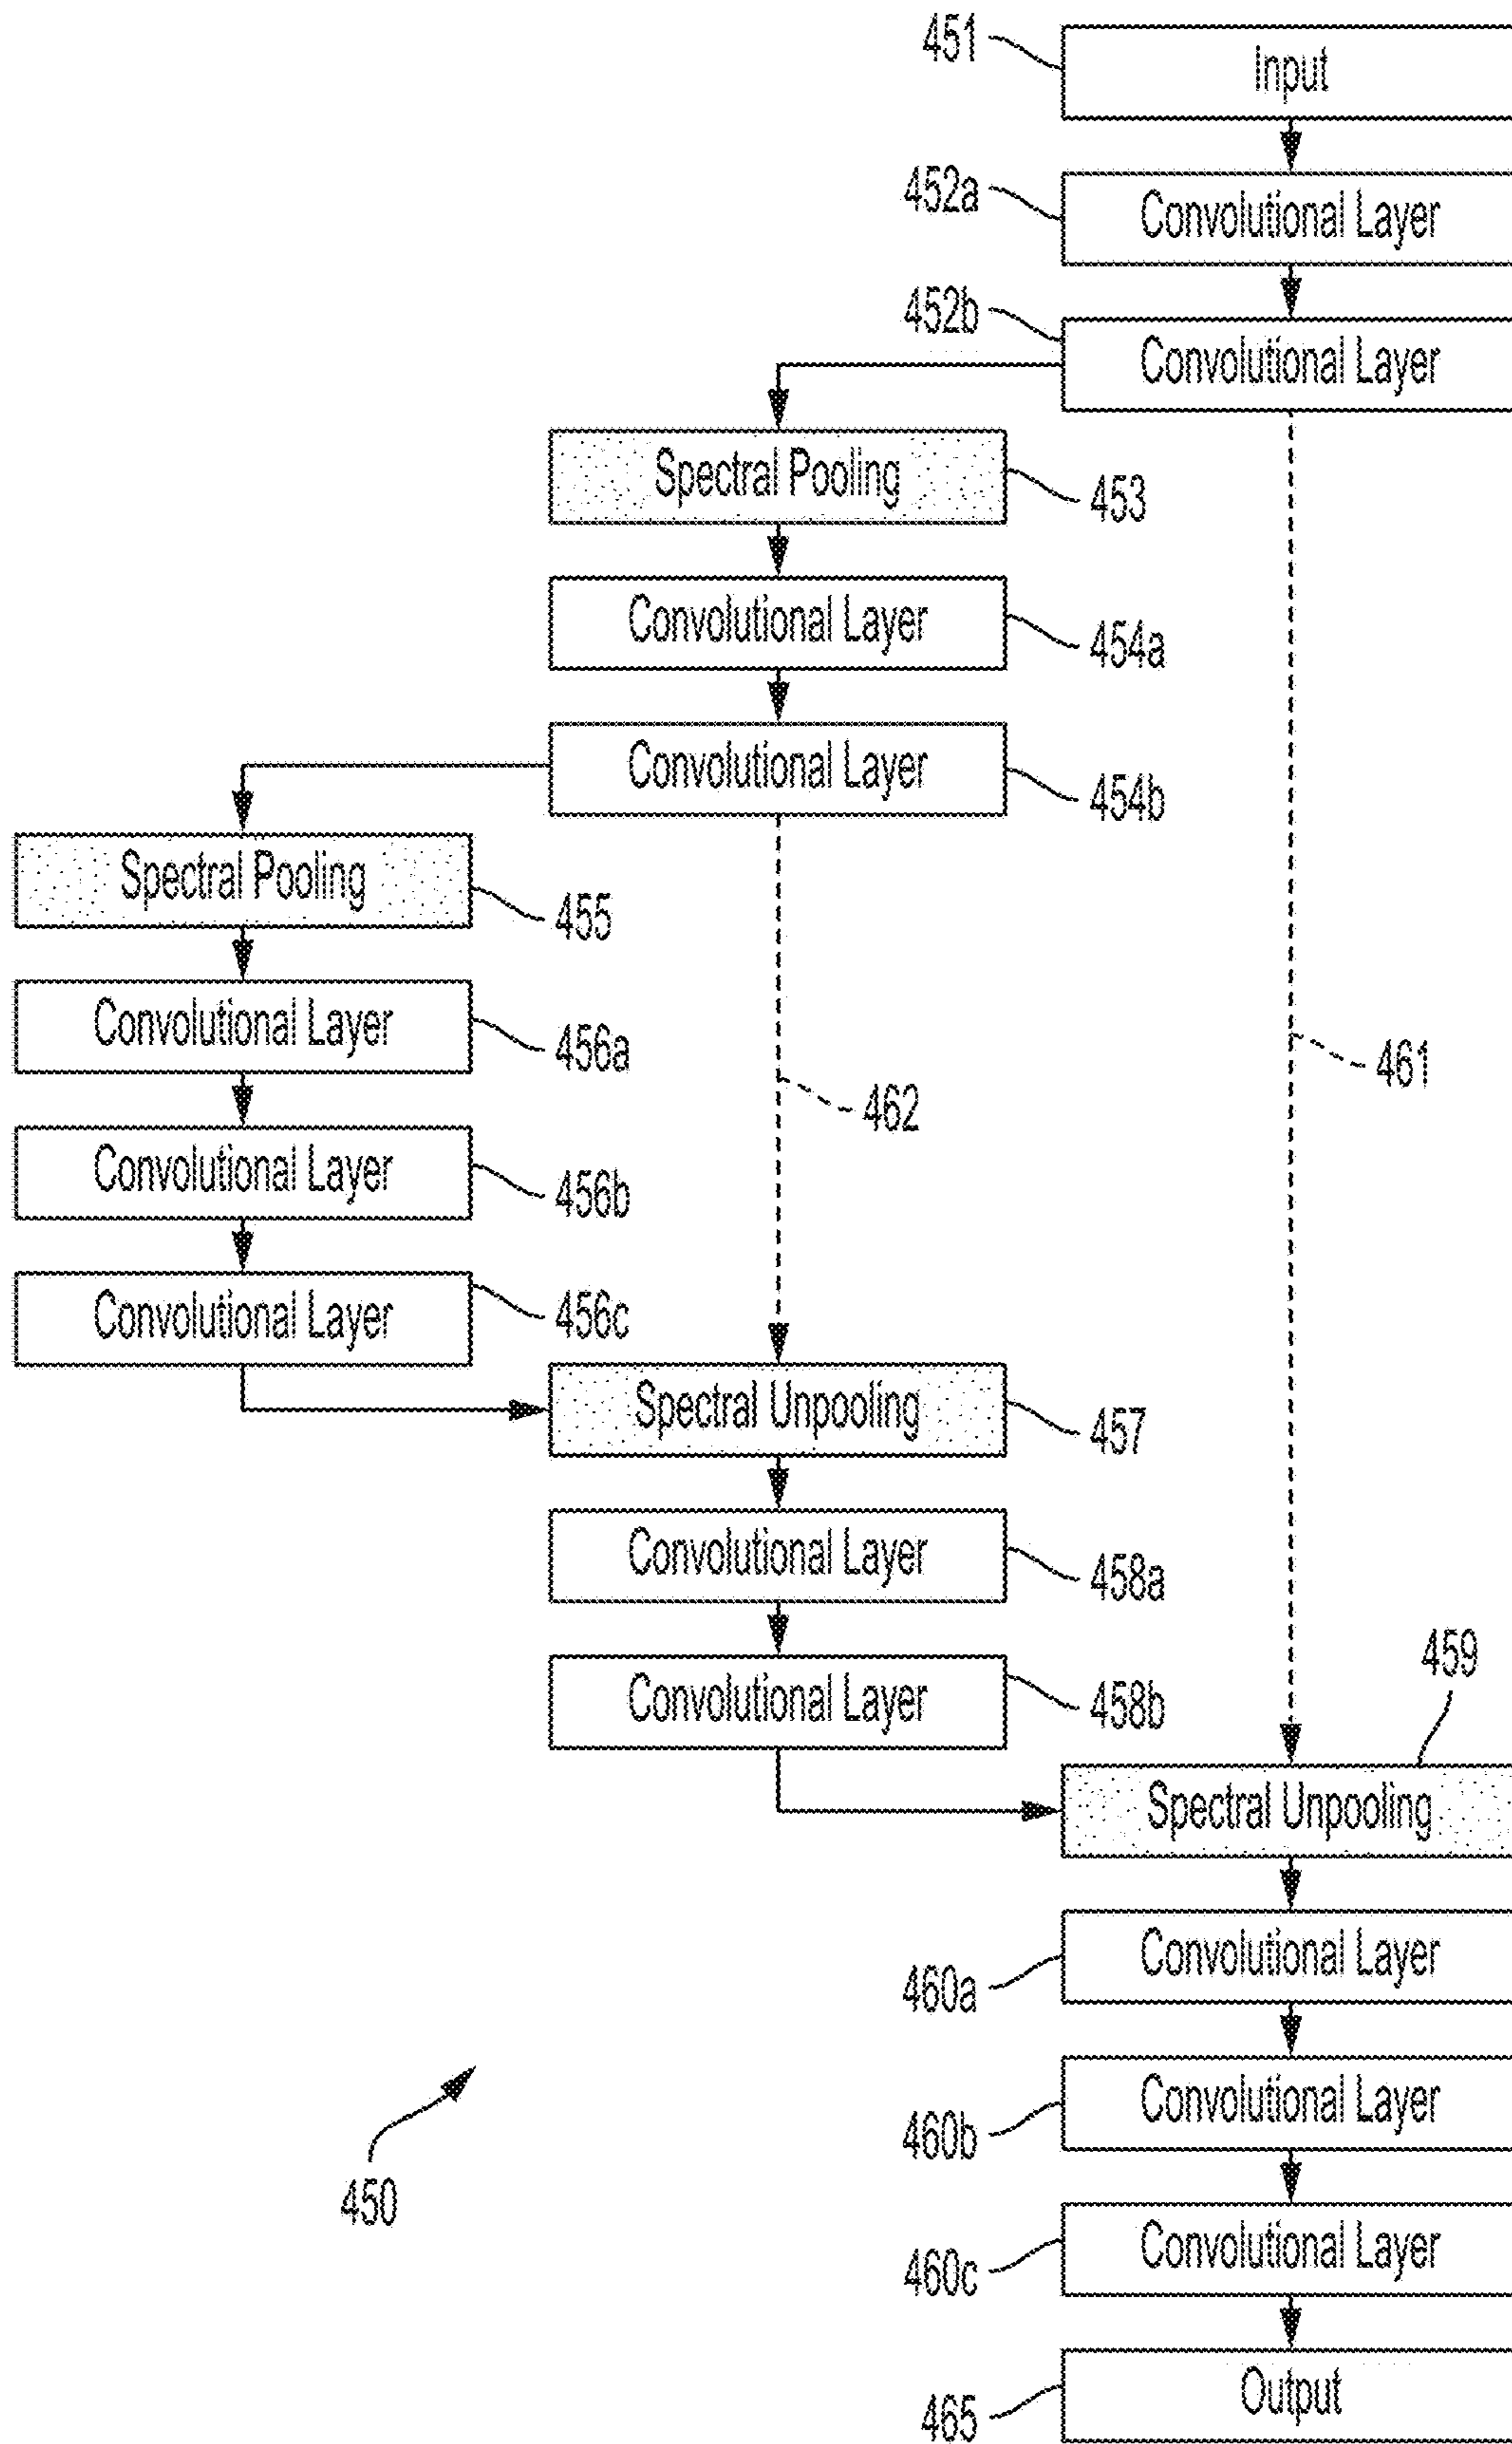 451
Input
452a
Convolutional Layer
452b
Convolutional Layer
Spectral Pooling
453
Convolutional Layer
454a
Convolutional Layer
454b
Spectral Pooling
455
Convolutional Layer
456a
461
462
Convolutional Layer
456b
Convolutional Layer
456c
Spectral Unpooling
457
Convolutional Layer
458a
Convolutional Layer
458b
459
Spectral Unpooling
Convolutional Layer
460a
Convolutional Layer
460b
450
Convolutional Layer
460c
Output
465